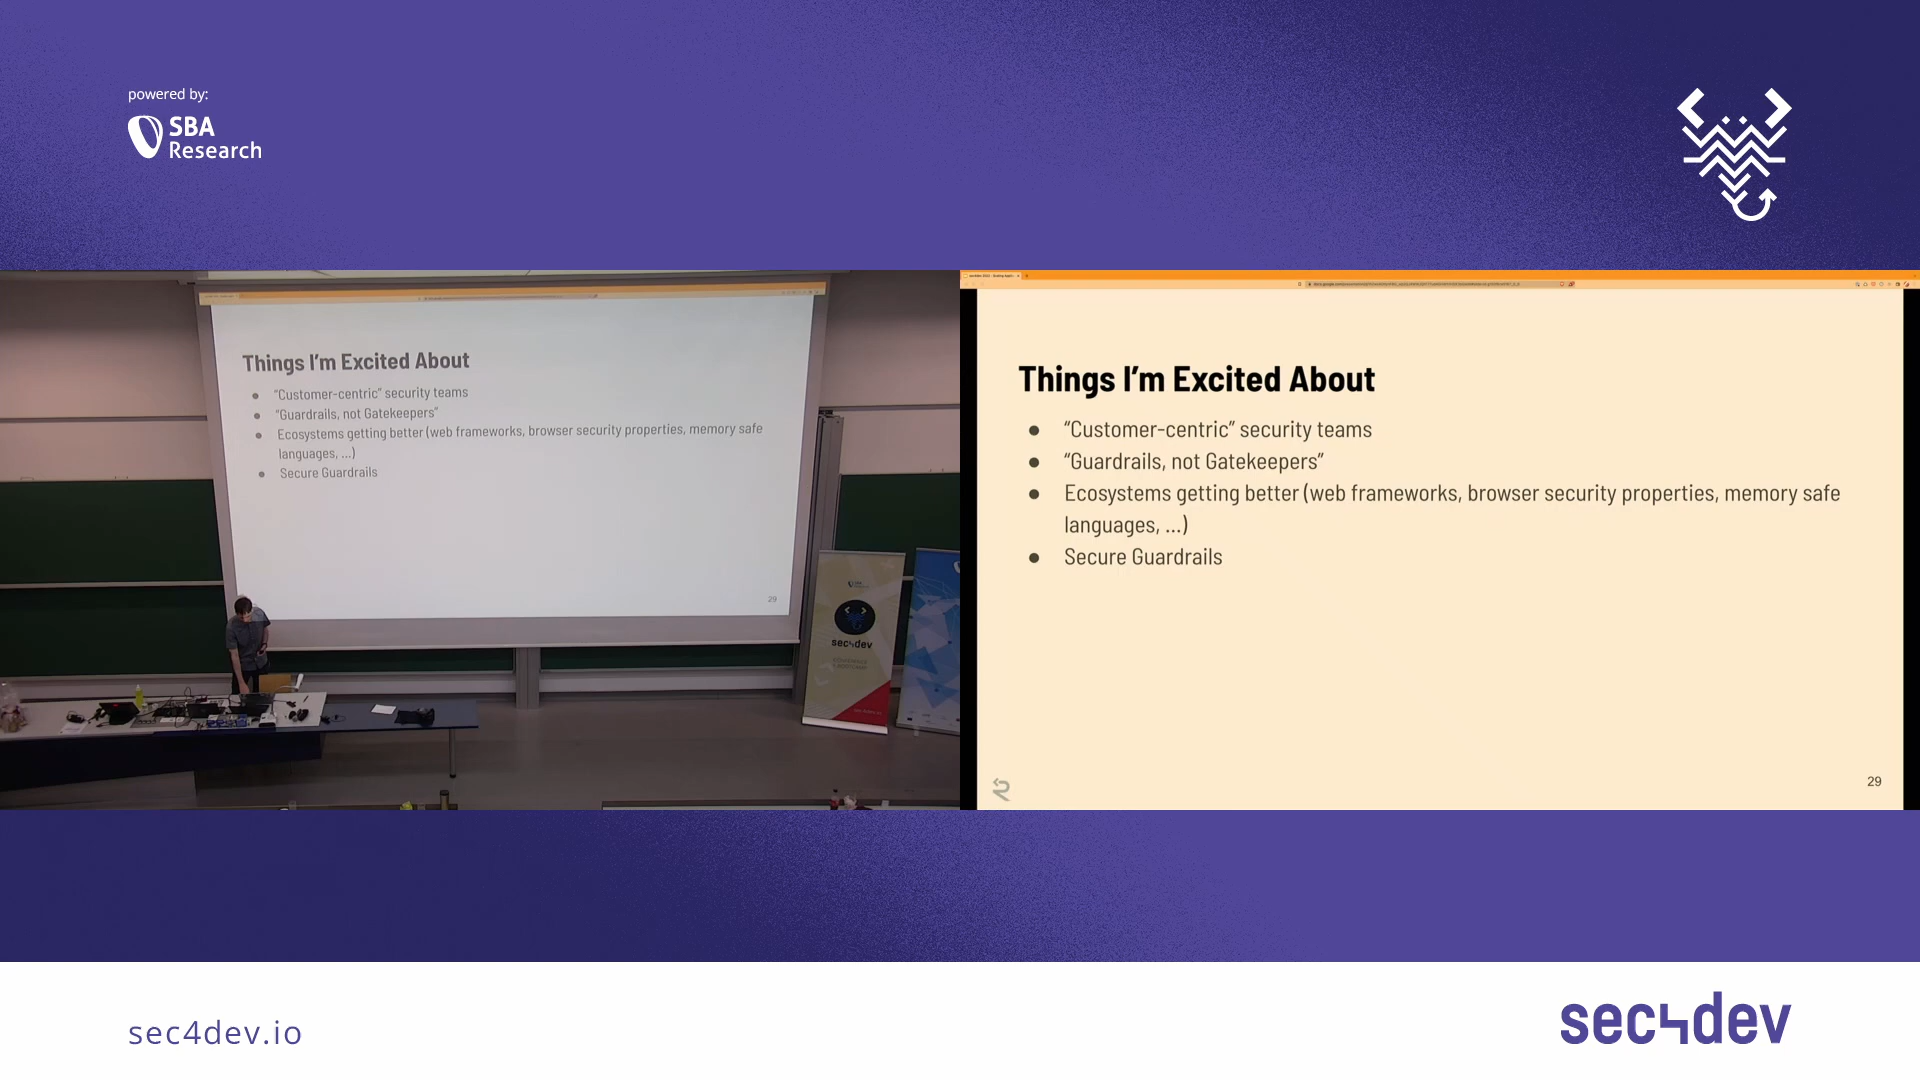 powered by:
SBA
Research
Things I'm Excited About
● "Customer-centric" security teams
● "Guardrails, not Gatekeepers"
● Ecosystems getting better (web frameworks, browser security properties, memory safe
languages, ...)
● Secure Guardrails
29
sec4dev
Things I'm Excited About
● "Customer-centric" security teams
● "Guardrails, not Gatekeepers"
● Ecosystems getting better (web frameworks, browser security properties, memory safe
languages, ...)
● Secure Guardrails
29
sec4dev.io
sec4dev